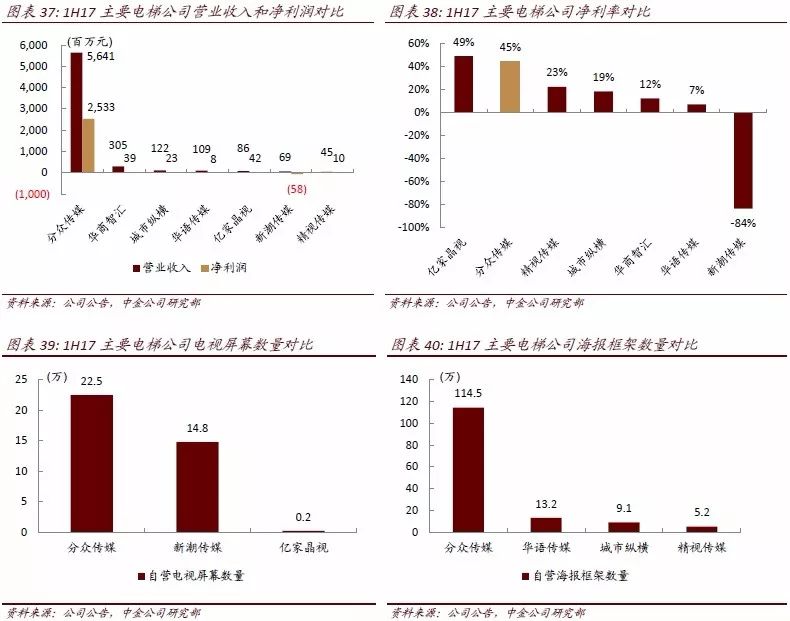 图表 37: 1H17 主要电梯公司营业收入和净利润对比
(百万元)
6,000
5,000
4,000
3,000
2,000
1,000
0
(1,000)
5,641
2,533
305
39
122
23
109
8
86
42
69
(58)
45
10
分众传媒
华商智汇
城市纵横
华语传媒
亿家晶视
新潮传媒
精视传媒
营业收入
净利润
资料来源：公司公告，中金公司研究部
图表 38: 1H17 主要电梯公司净利率对比
60%
40%
20%
0%
-20%
-40%
-60%
-80%
-100%
49%
45%
23%
19%
12%
7%
-84%
亿家晶视
分众传媒
精视传媒
城市纵横
华商智汇
华语传媒
新潮传媒
资料来源：公司公告，中金公司研究部
图表 39: 1H17 主要电梯公司电视屏幕数量对比
(万)
25
20
15
10
5
0
22.5
14.8
0.2
分众传媒
新潮传媒
亿家晶视
自营电视屏幕数量
资料来源：公司公告，中金公司研究部
图表 40: 1H17 主要电梯公司海报框架数量对比
(万)
140
120
100
80
60
40
20
0
114.5
13.2
9.1
5.2
分众传媒
华语传媒
城市纵横
精视传媒
自营海报框架数量
资料来源：公司公告，中金公司研究部